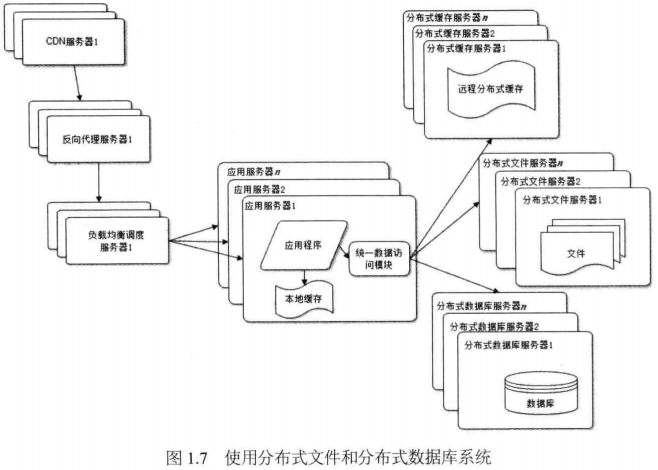 CDN服务器1
反向代理服务器1
负载均衡调度
服务器1
应用服务器n
应用服务器2
应用服务器1
应用程序
统一数据访
问模块
本地缓存
分布式缓存服务器n
分布式缓存服务器2
分布式缓存服务器1
远程分布式缓存
分布式文件服务器n
分布式文件服务器2
分布式文件服务器1
文件
分布式数据库服务器n
分布式数据库服务器2
分布式数据库服务器1
数据库
图 1.7 使用分布式文件和分布式数据库系统